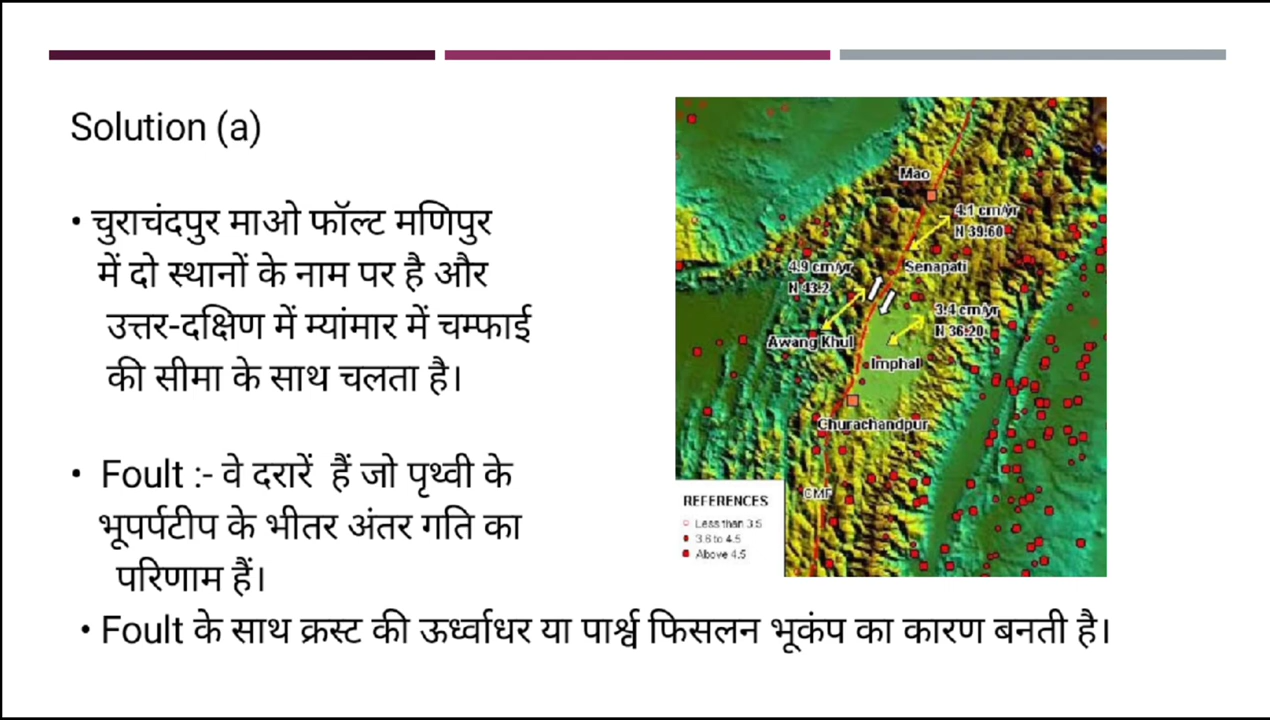 Solution (a)
• चुराचंदपुर माओ फॉल्ट मणिपुर
में दो स्थानों के नाम पर है और
उत्तर-दक्षिण में म्यांमार में चम्फाई
की सीमा के साथ चलता है।
• Foult :- वे दरारें हैं जो पृथ्वी के
भूपर्पटीप के भीतर अंतर गति का
परिणाम हैं।
• Foult के साथ क्रस्ट की ऊर्ध्वाधर या पार्श्व फिसलन भूकंप का कारण बनती है।
Mao
4.1 cm/yr
N 39.60
Senapati
4.9 cm/yr
N 43.2
3.4 cm/yr
N 36.20
Awang Khul
Imphal
Churachandpur
CMF
REFERENCES
Less than 3.5
3.6 to 4.5
Above 4.5